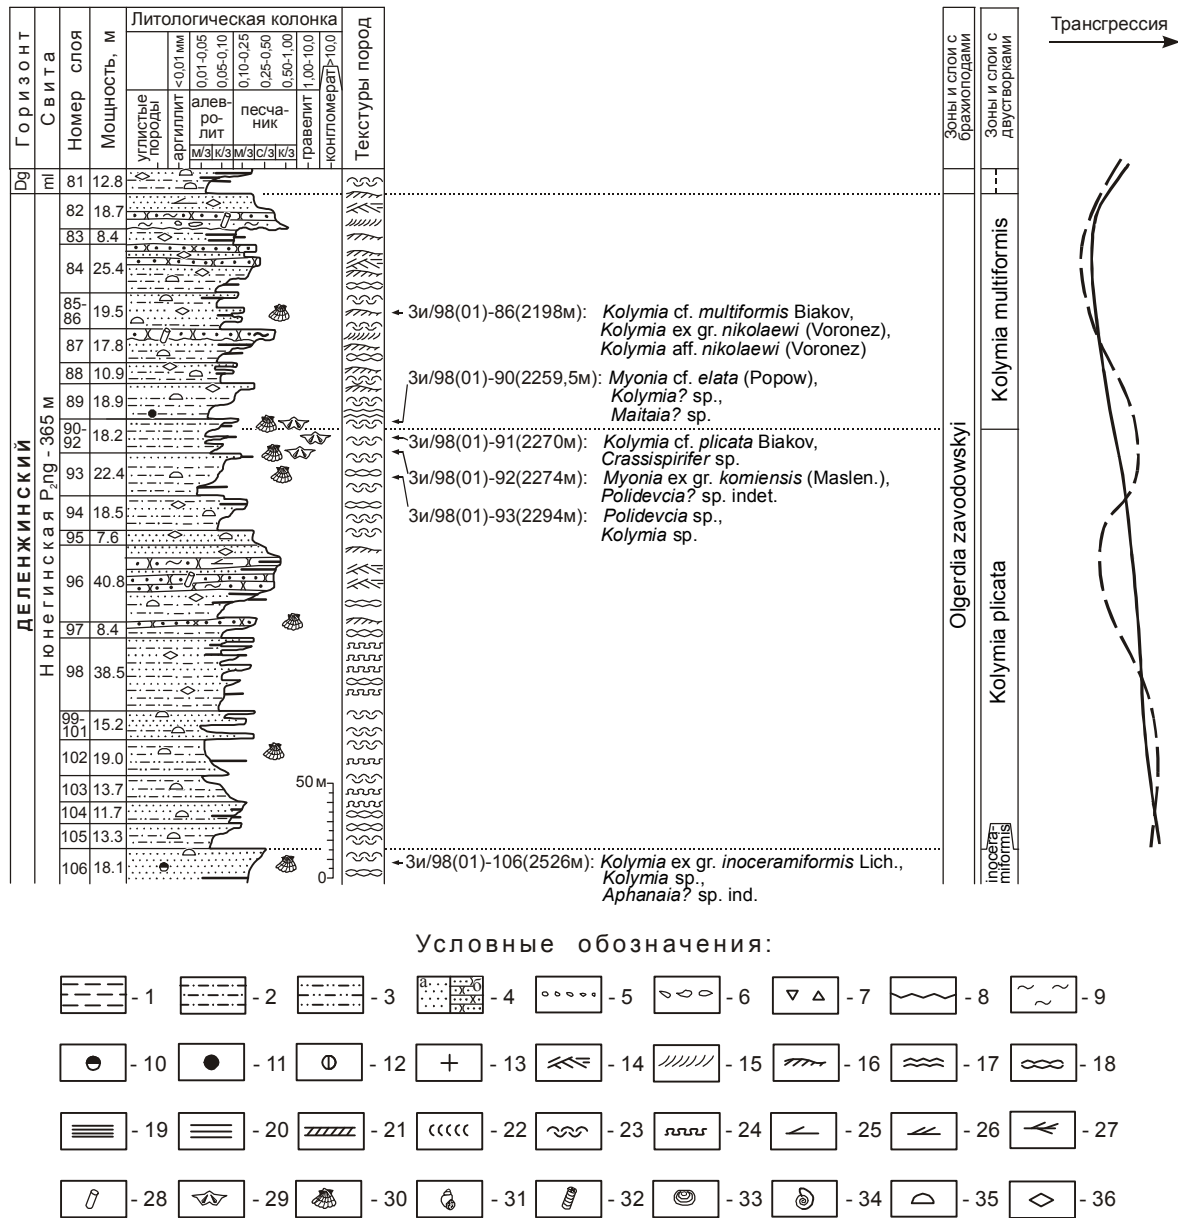 Горизонт
Свита
Номер слоя
Мощность, м
Литологическая колонка
<0,01 мм
0,01-0,05
0,05-0,10
0,10-0,25
0,25-0,50
0,50-1,00
1,00-10,0
>10,0
углистые породы
аргиллит
алев-
ро-
лит
песча-
ник
гравелит
конгломерат
м/з к/з м/з с/з к/з
Текстуры пород
Зоны и слои с брахиоподами
Зоны и слои с двустворками
Трансгрессия
Dg ml 81 12.8
82 18.7
83 8.4
84 25.4
85-
86 19.5
87 17.8
88 10.9
89 18.9
90-
92 18.2
93 22.4
94 18.5
95 7.6
96 40.8
97 8.4
98 38.5
99-
101 15.2
102 19.0
103 13.7
104 11.7
105 13.3
106 18.1
ДЕЛЕНЖИНСКИЙ
Нюнегинская P2ng - 365 м
50 м
0
3и/98(01)-86(2198м): Kolymia cf. multiformis Biakov,
Kolymia ex gr. nikolaewi (Voronez),
Kolymia aff. nikolaewi (Voronez)
3и/98(01)-90(2259,5м): Myonia cf. elata (Popow),
Kolymia? sp.,
Maitaia? sp.
3и/98(01)-91(2270м): Kolymia cf. plicata Biakov,
Crassispirifer sp.
3и/98(01)-92(2274м): Myonia ex gr. komiensis (Maslen.),
Polidevcia? sp. indet.
3и/98(01)-93(2294м): Polidevcia sp.,
Kolymia sp.
3и/98(01)-106(2526м): Kolymia ex gr. inoceramiformis Lich.,
Kolymia sp.,
Aphanaia? sp. ind.
Olgerdia zavodowskyi
Kolymia multiformis
Kolymia plicata
inocera-
miformis
Условные обозначения:
- 1 - 2 - 3 а б - 4 - 5 - 6 - 7 - 8 - 9
- 10 - 11 - 12 - 13 - 14 - 15 - 16 - 17 - 18
- 19 - 20 - 21 - 22 - 23 - 24 - 25 - 26 - 27
- 28 - 29 - 30 - 31 - 32 - 33 - 34 - 35 - 36